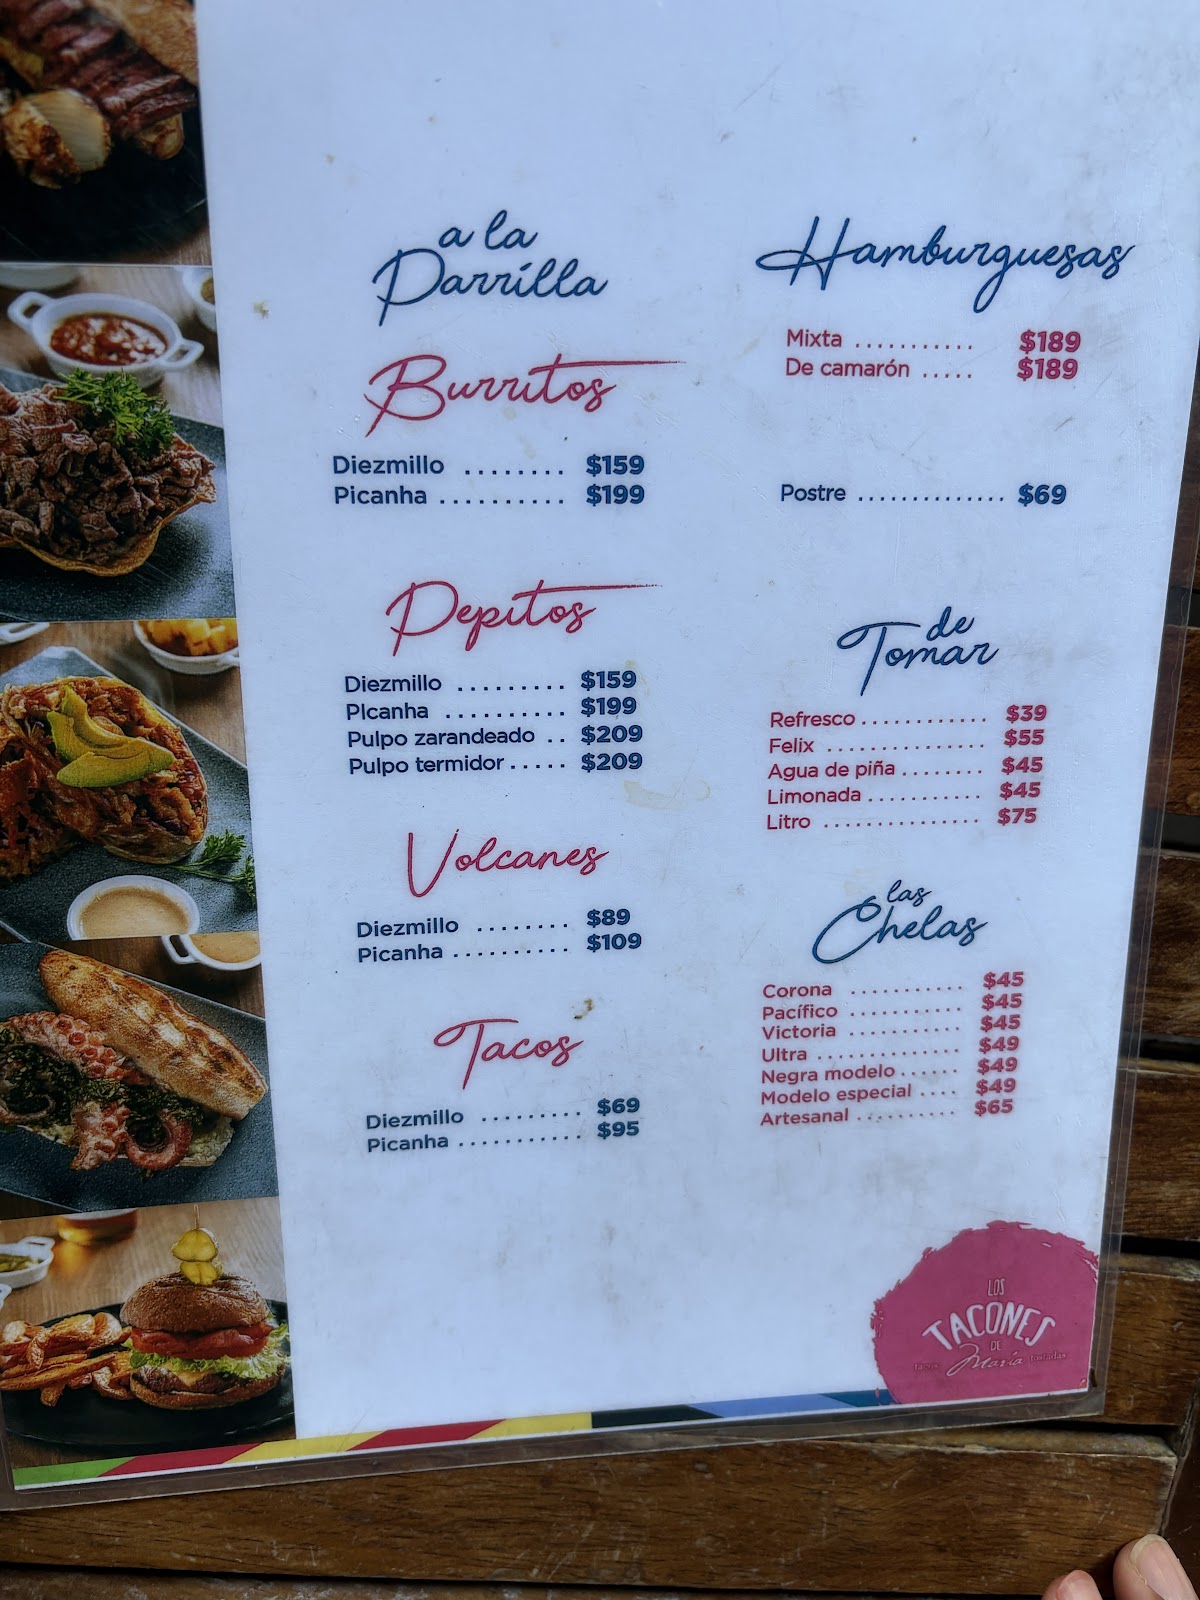 a la
Parrilla
Burritos
Diezmillo ........ $159
Picanha .......... $199
Pepitos
Diezmillo ......... $159
PIcanha .......... $199
Pulpo zarandeado .. $209
Pulpo termidor ..... $209
Volcanes
Diezmillo ........ $89
Picanha .......... $109
Tacos
Diezmillo ......... $69
Picanha ........... $95
Hamburguesas
Mixta ........... $189
De camarón ..... $189
Postre .............. $69
de
Tomar
Refresco ............ $39
Felix ............... $55
Agua de piña ........ $45
Limonada ........... $45
Litro ............... $75
las
Chelas
Corona ........... $45
Pacífico ........... $45
Victoria ........... $45
Ultra .............. $49
Negra modelo ...... $49
Modelo especial .... $49
Artesanal .......... $65
LOS
TACONES
DE
María